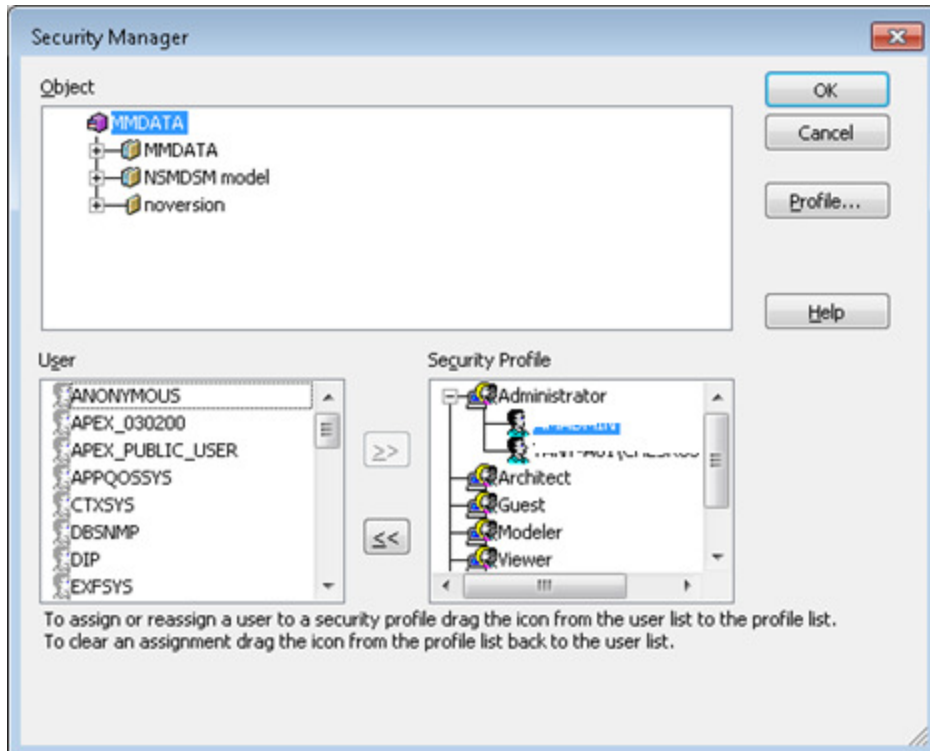 Security Manager
Object
OK
MMDATA
Cancel
MMDATA
NSMDSM model
noversion
Profile...
Help
User
Security Profile
ANONYMOUS
Administrator
APEX_030200
APEX_PUBLIC_USER
>>
APPQOSSYS
Architect
CTXSYS
Guest
DBSNMP
<<
Modeler
DIP
Viewer
EXFSYS
To assign or reassign a user to a security profile drag the icon from the user list to the profile list.
To clear an assignment drag the icon from the profile list back to the user list.